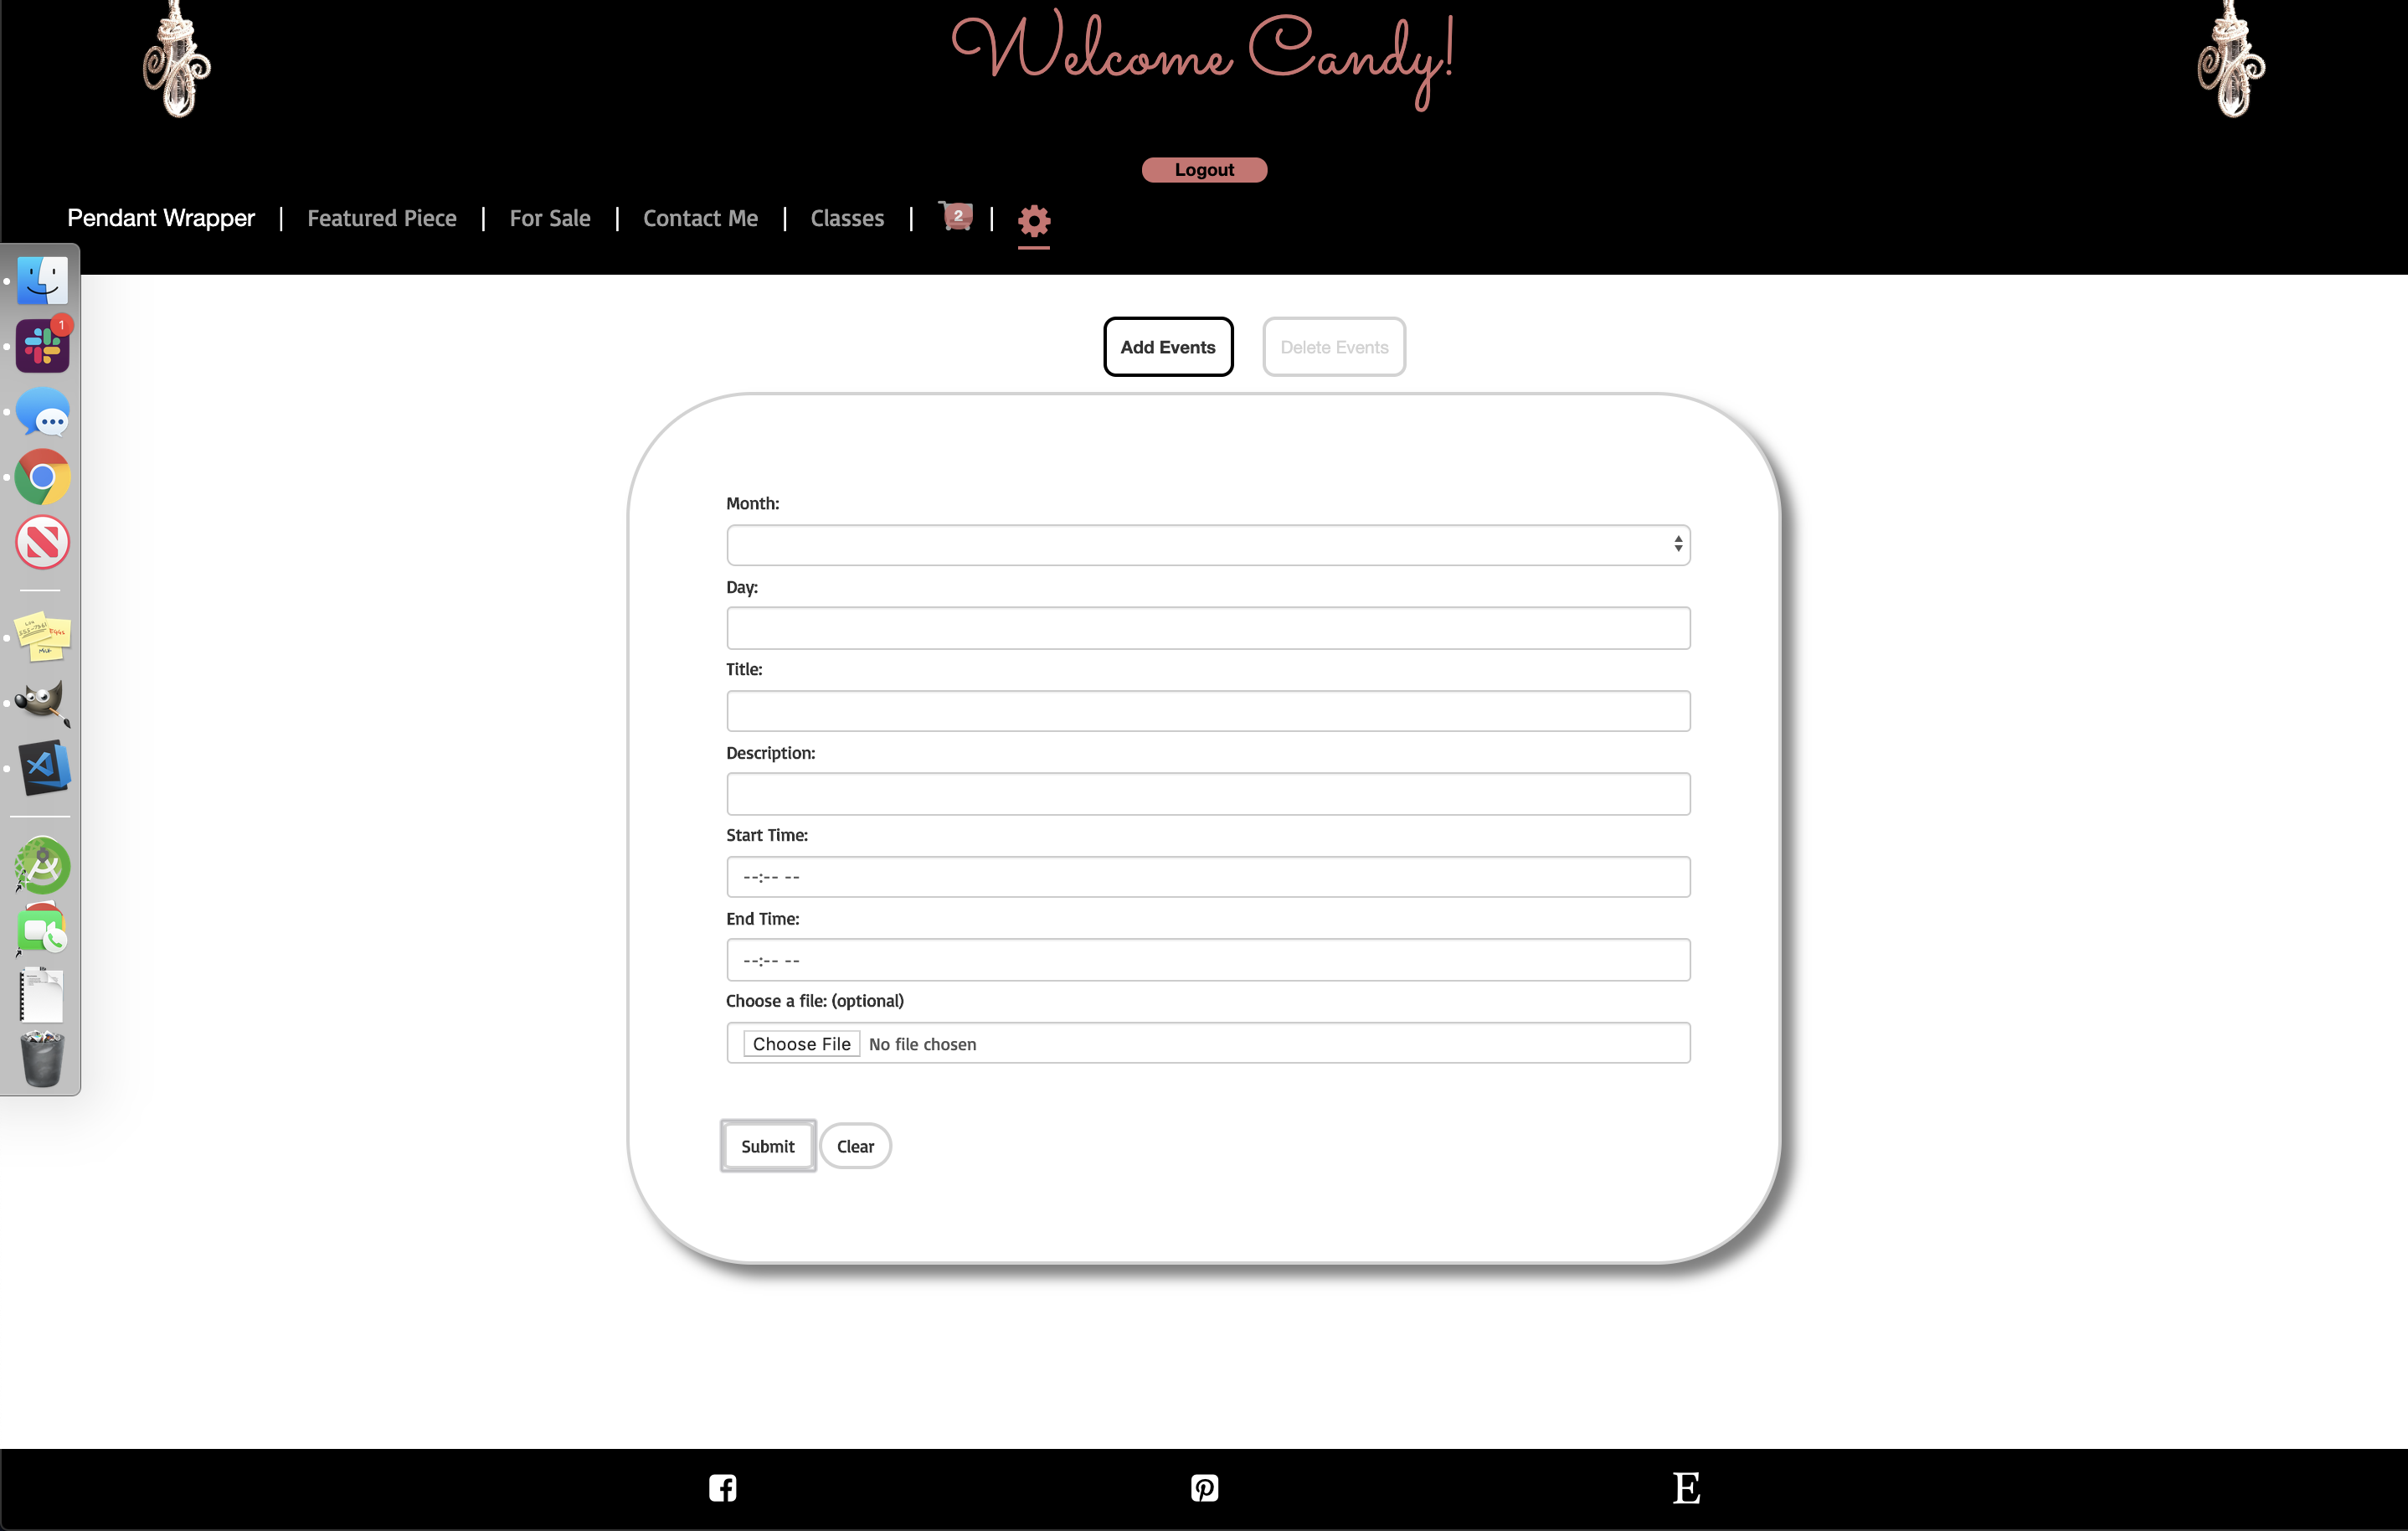 Welcome Candy!
Logout
Pendant Wrapper | Featured Piece | For Sale | Contact Me | Classes | 2 |
1
Add Events
Delete Events
Month:
Day:
Title:
Description:
Start Time:
--:-- --
End Time:
--:-- --
Choose a file: (optional)
Choose File No file chosen
Submit
Clear
E